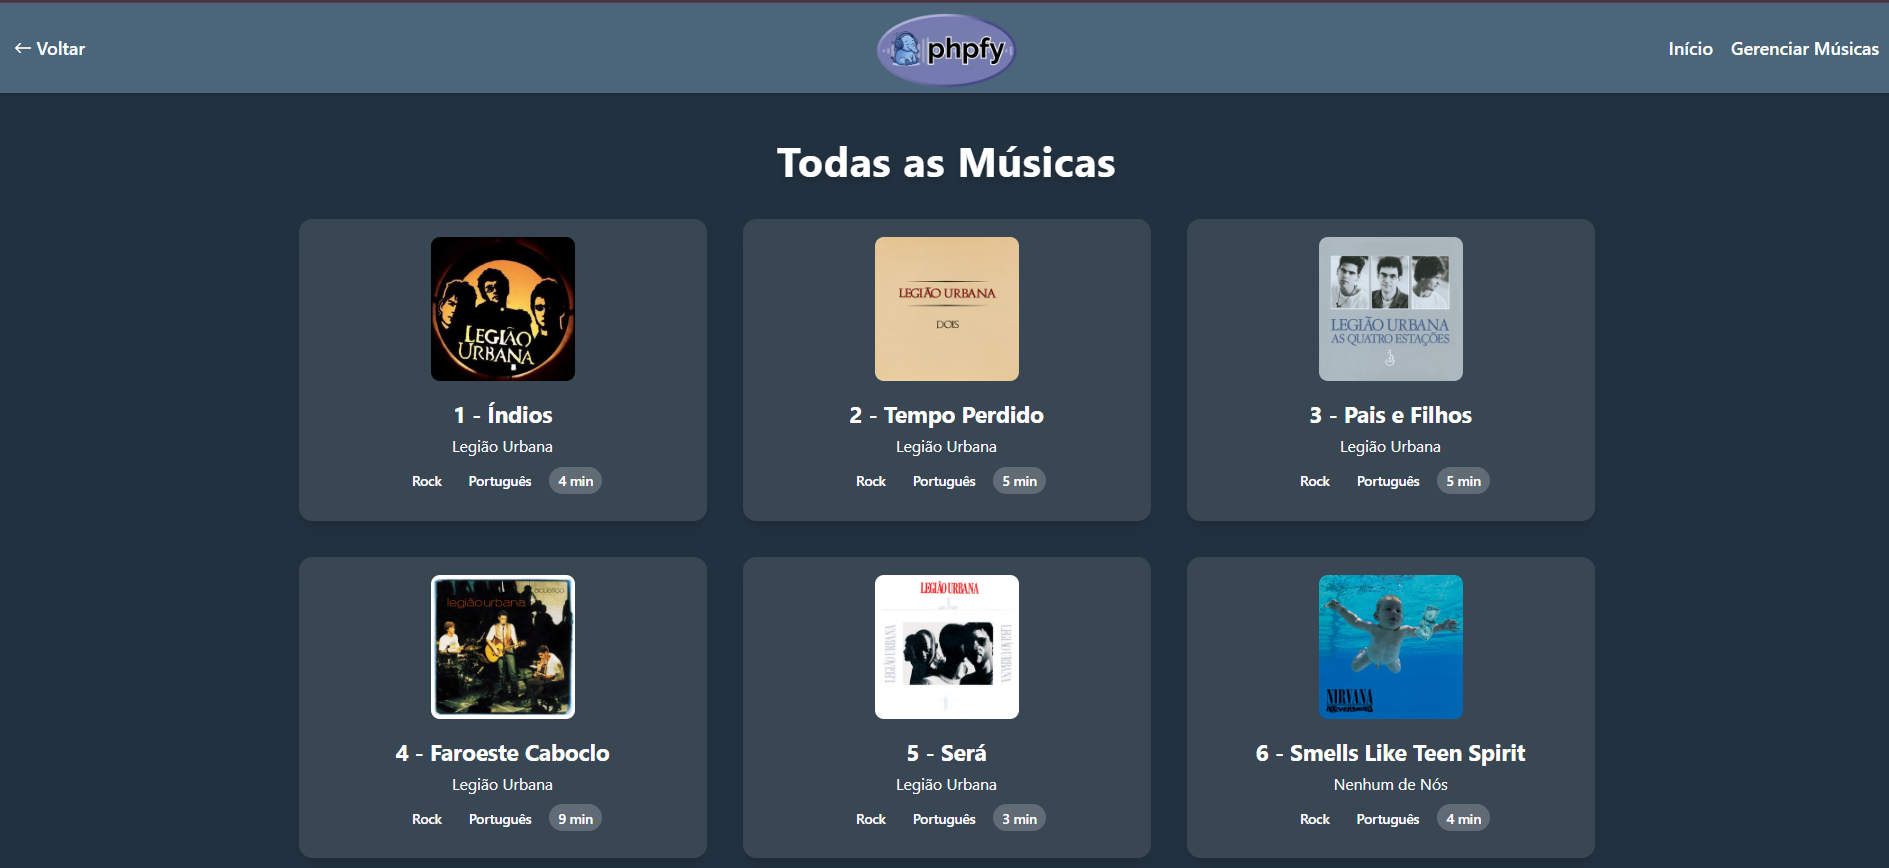 ← Voltar
phpfy
Início Gerenciar Músicas
Todas as Músicas
LEGIÃO URBANA
1 - Índios
Legião Urbana
Rock Português 4 min
LEGIÃO URBANA
DOIS
2 - Tempo Perdido
Legião Urbana
Rock Português 5 min
LEGIÃO URBANA
AS QUATRO ESTAÇÕES
3 - Pais e Filhos
Legião Urbana
Rock Português 5 min
acústico
legião urbana
4 - Faroeste Caboclo
Legião Urbana
Rock Português 9 min
LEGIÃO URBANA
LEGIÃO URBANA
LEGIÃO URBANA
5 - Será
Legião Urbana
Rock Português 3 min
NIRVANA
NEVERMIND
6 - Smells Like Teen Spirit
Nenhum de Nós
Rock Português 4 min